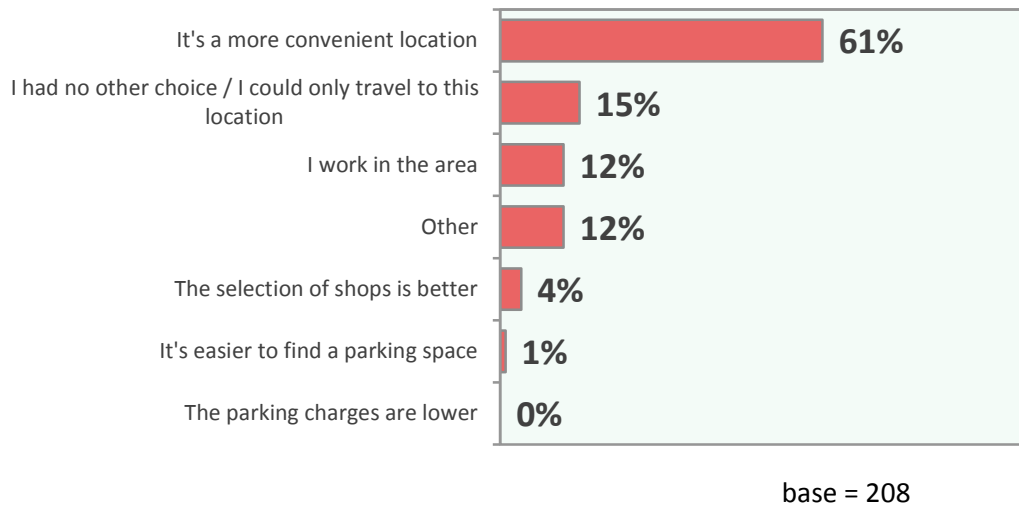 It's a more convenient location
61%
I had no other choice / I could only travel to this
location
15%
I work in the area
12%
Other
12%
The selection of shops is better
4%
It's easier to find a parking space
1%
The parking charges are lower
0%
base = 208